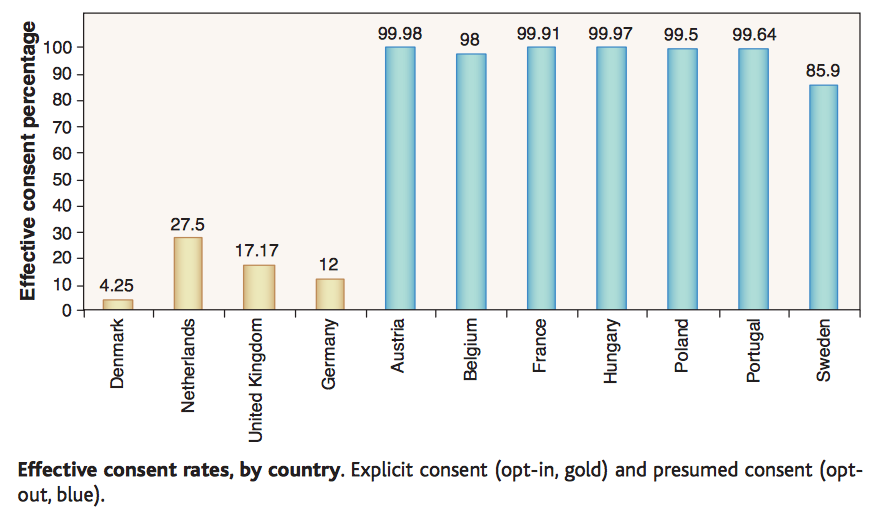 Effective consent percentage
100
90
80
70
60
50
40
30
20
10
0
4.25
27.5
17.17
12
99.98
98
99.91
99.97
99.5
99.64
85.9
Denmark
Netherlands
United Kingdom
Germany
Austria
Belgium
France
Hungary
Poland
Portugal
Sweden
Effective consent rates, by country. Explicit consent (opt-in, gold) and presumed consent (opt-
out, blue).